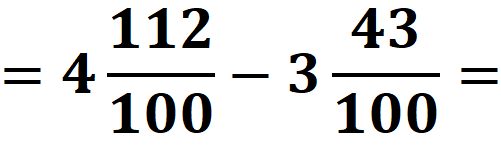 = 4 112/100 − 3 43/100 =